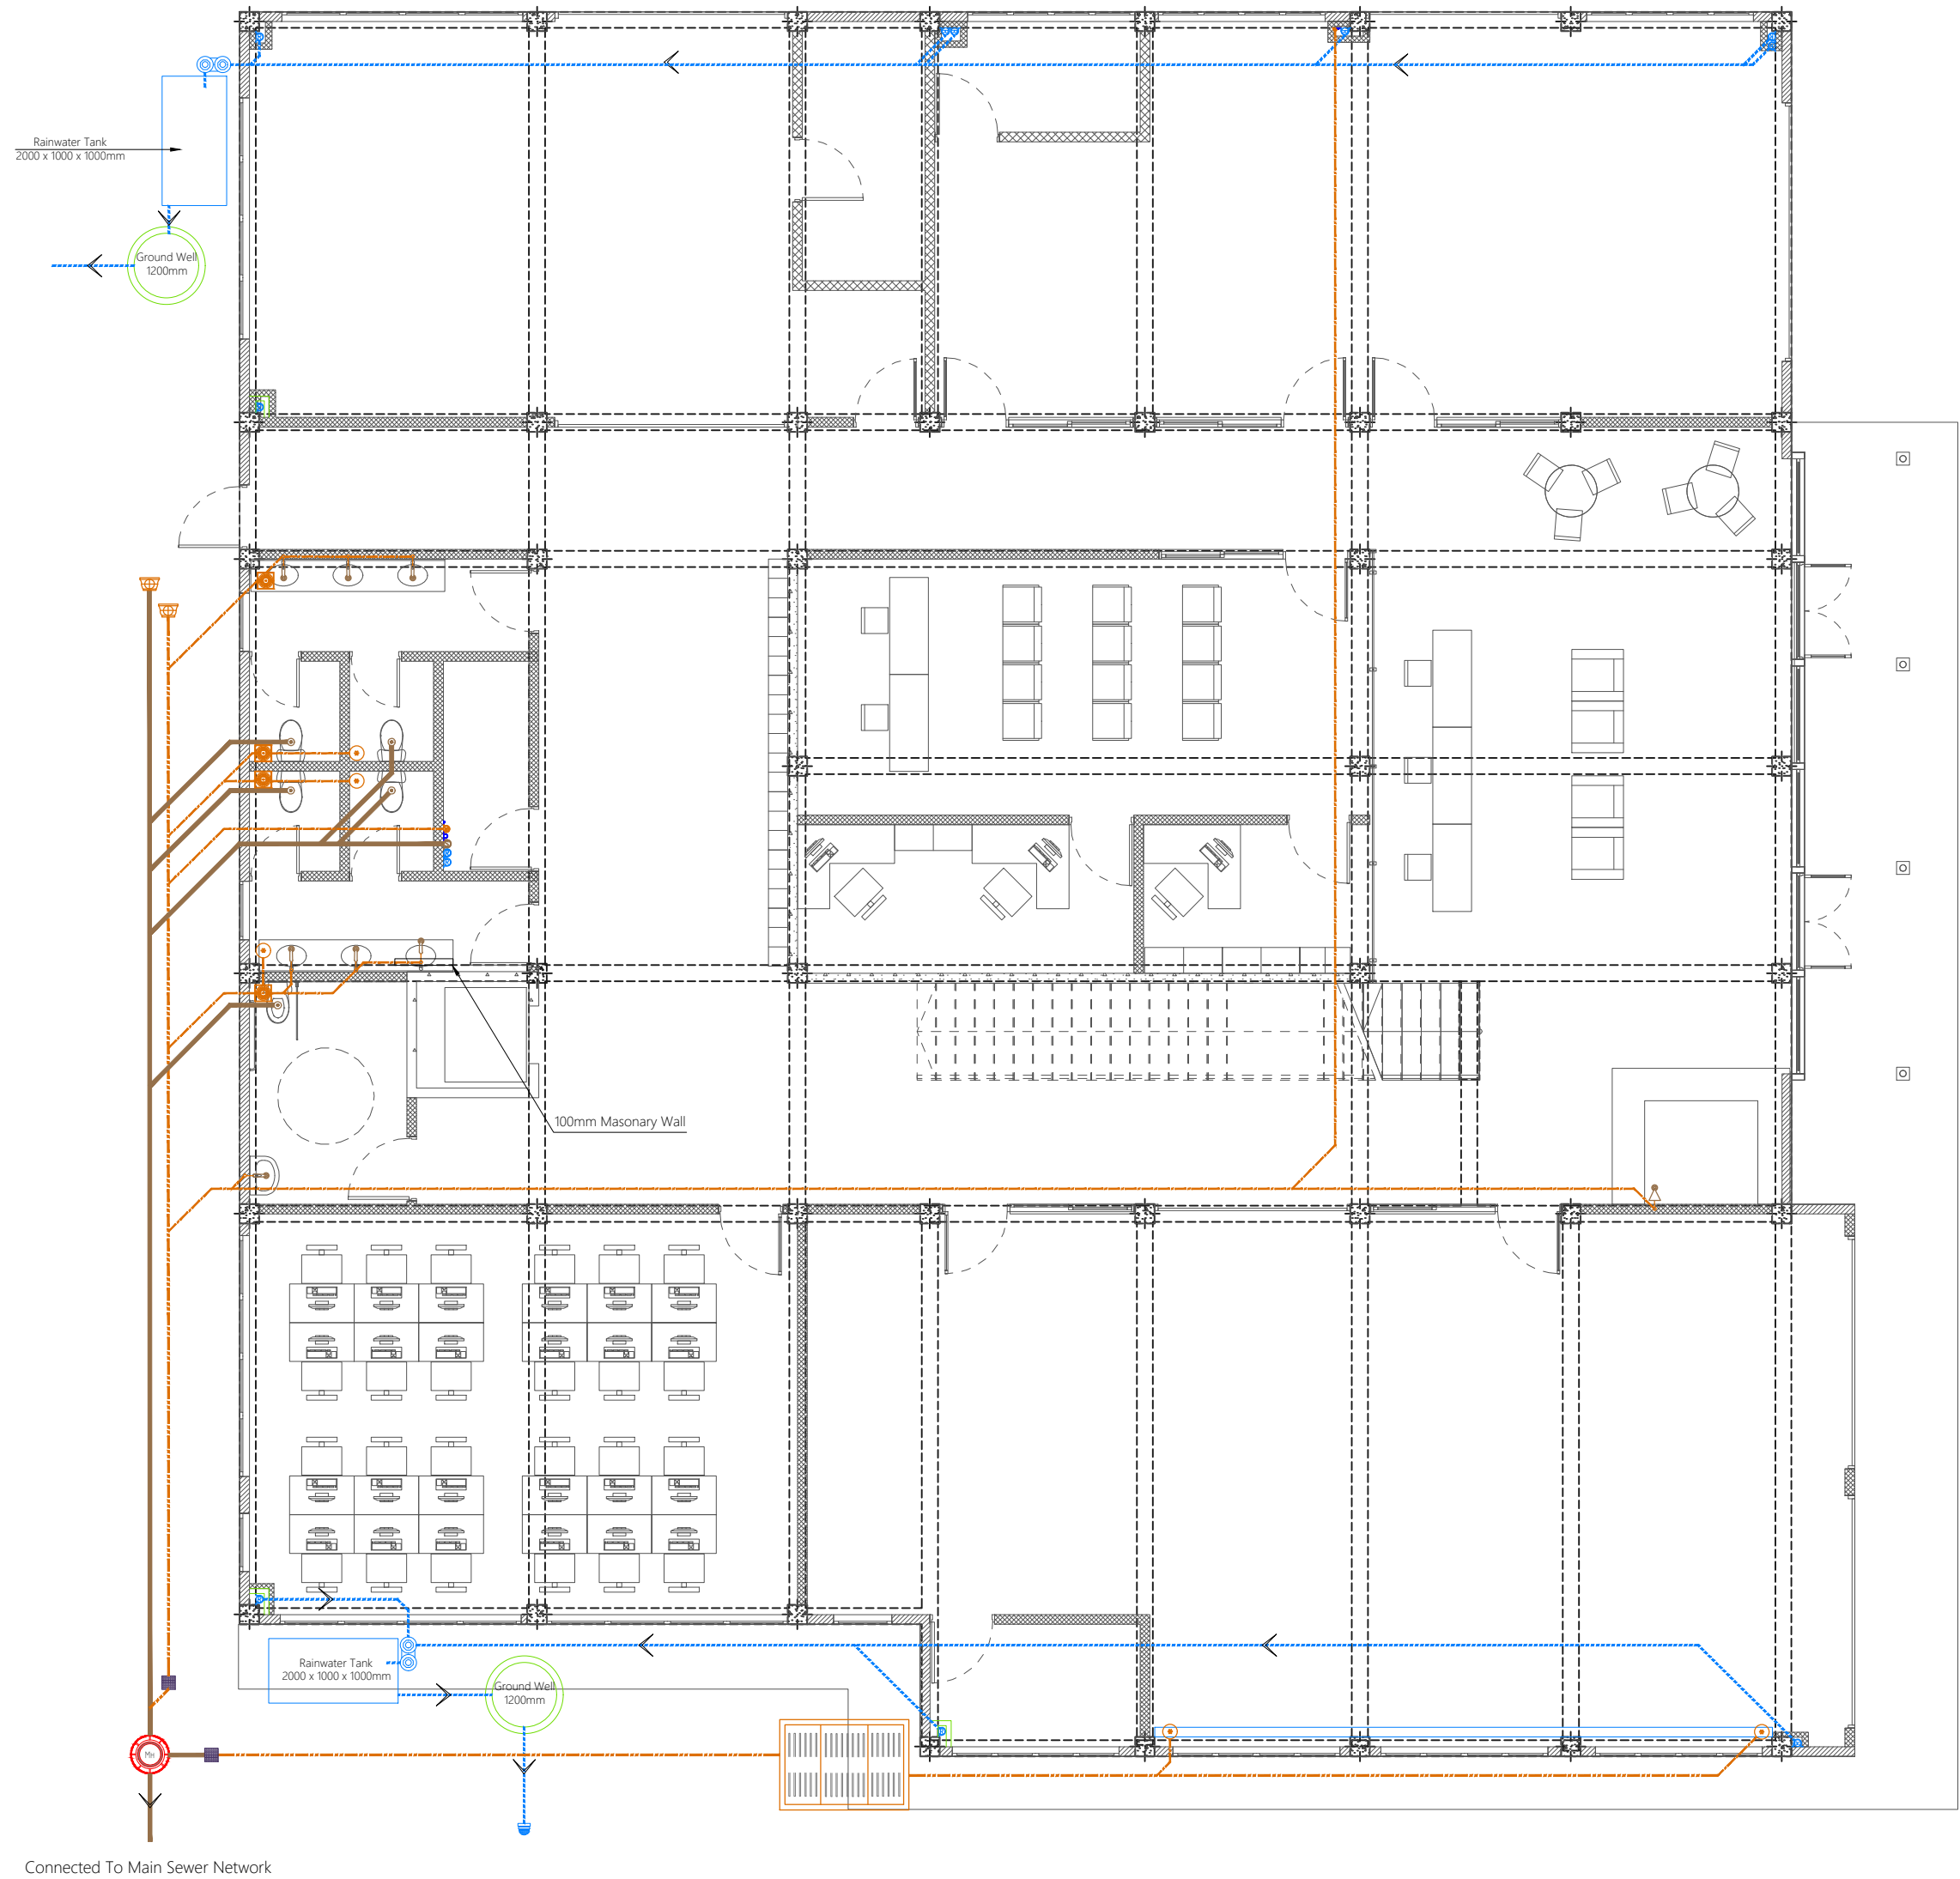 Rainwater Tank
2000 x 1000 x 1000mm
Ground Well
1200mm
100mm Masonary Wall
Rainwater Tank
2000 x 1000 x 1000mm
Ground Well
1200mm
MH
Connected To Main Sewer Network